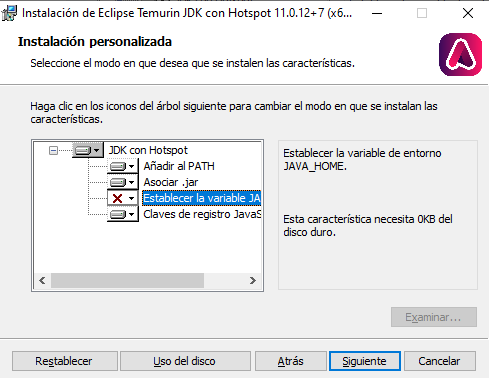 Instalación de Eclipse Temurin JDK con Hotspot 11.0.12+7 (x6...
Instalación personalizada
Seleccione el modo en que desea que se instalen las características.
Haga clic en los iconos del árbol siguiente para cambiar el modo en que se instalan las
características.
JDK con Hotspot
Añadir al PATH
Asociar .jar
Establecer la variable JA
Claves de registro JavaS
Establecer la variable de entorno
JAVA_HOME.
Esta característica necesita 0KB del
disco duro.
Examinar...
Restablecer
Uso del disco
Atrás
Siguiente
Cancelar